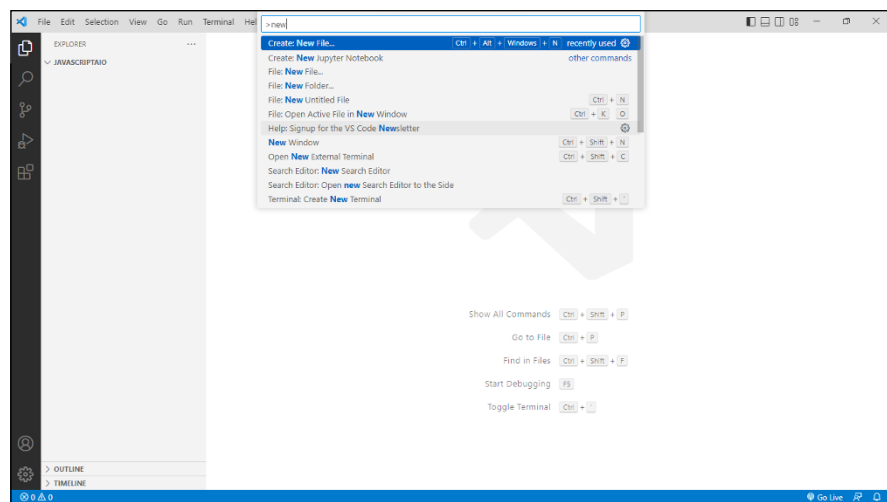 File Edit Selection View Go Run Terminal Hel
>new
EXPLORER ...
JAVASCRIPTAIO
Create: New File... Ctrl + Alt + Windows + N recently used
Create: New Jupyter Notebook other commands
File: New File...
File: New Folder...
File: New Untitled File Ctrl + N
File: Open Active File in New Window Ctrl + K O
Help: Signup for the VS Code Newsletter
New Window Ctrl + Shift + N
Open New External Terminal Ctrl + Shift + C
Search Editor: New Search Editor
Search Editor: Open new Search Editor to the Side
Terminal: Create New Terminal Ctrl + Shift + `
Show All Commands Ctrl + Shift + P
Go to File Ctrl + P
Find in Files Ctrl + Shift + F
Start Debugging F5
Toggle Terminal Ctrl + `
OUTLINE
TIMELINE
0 0 Go Live